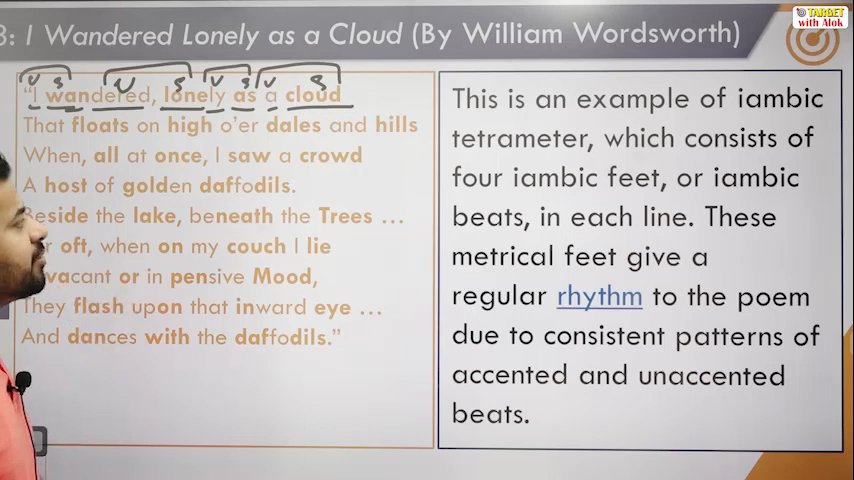 TARGET
with Alok
3: I Wandered Lonely as a Cloud (By William Wordsworth)
U S U S U S U S
"I wandered, lonely as a cloud
That floats on high o'er dales and hills
When, all at once, I saw a crowd
A host of golden daffodils.
Beside the lake, beneath the Trees …
oft, when on my couch I lie
vacant or in pensive Mood,
They flash upon that inward eye …
And dances with the daffodils."
This is an example of iambic
tetrameter, which consists of
four iambic feet, or iambic
beats, in each line. These
metrical feet give a
regular rhythm to the poem
due to consistent patterns of
accented and unaccented
beats.